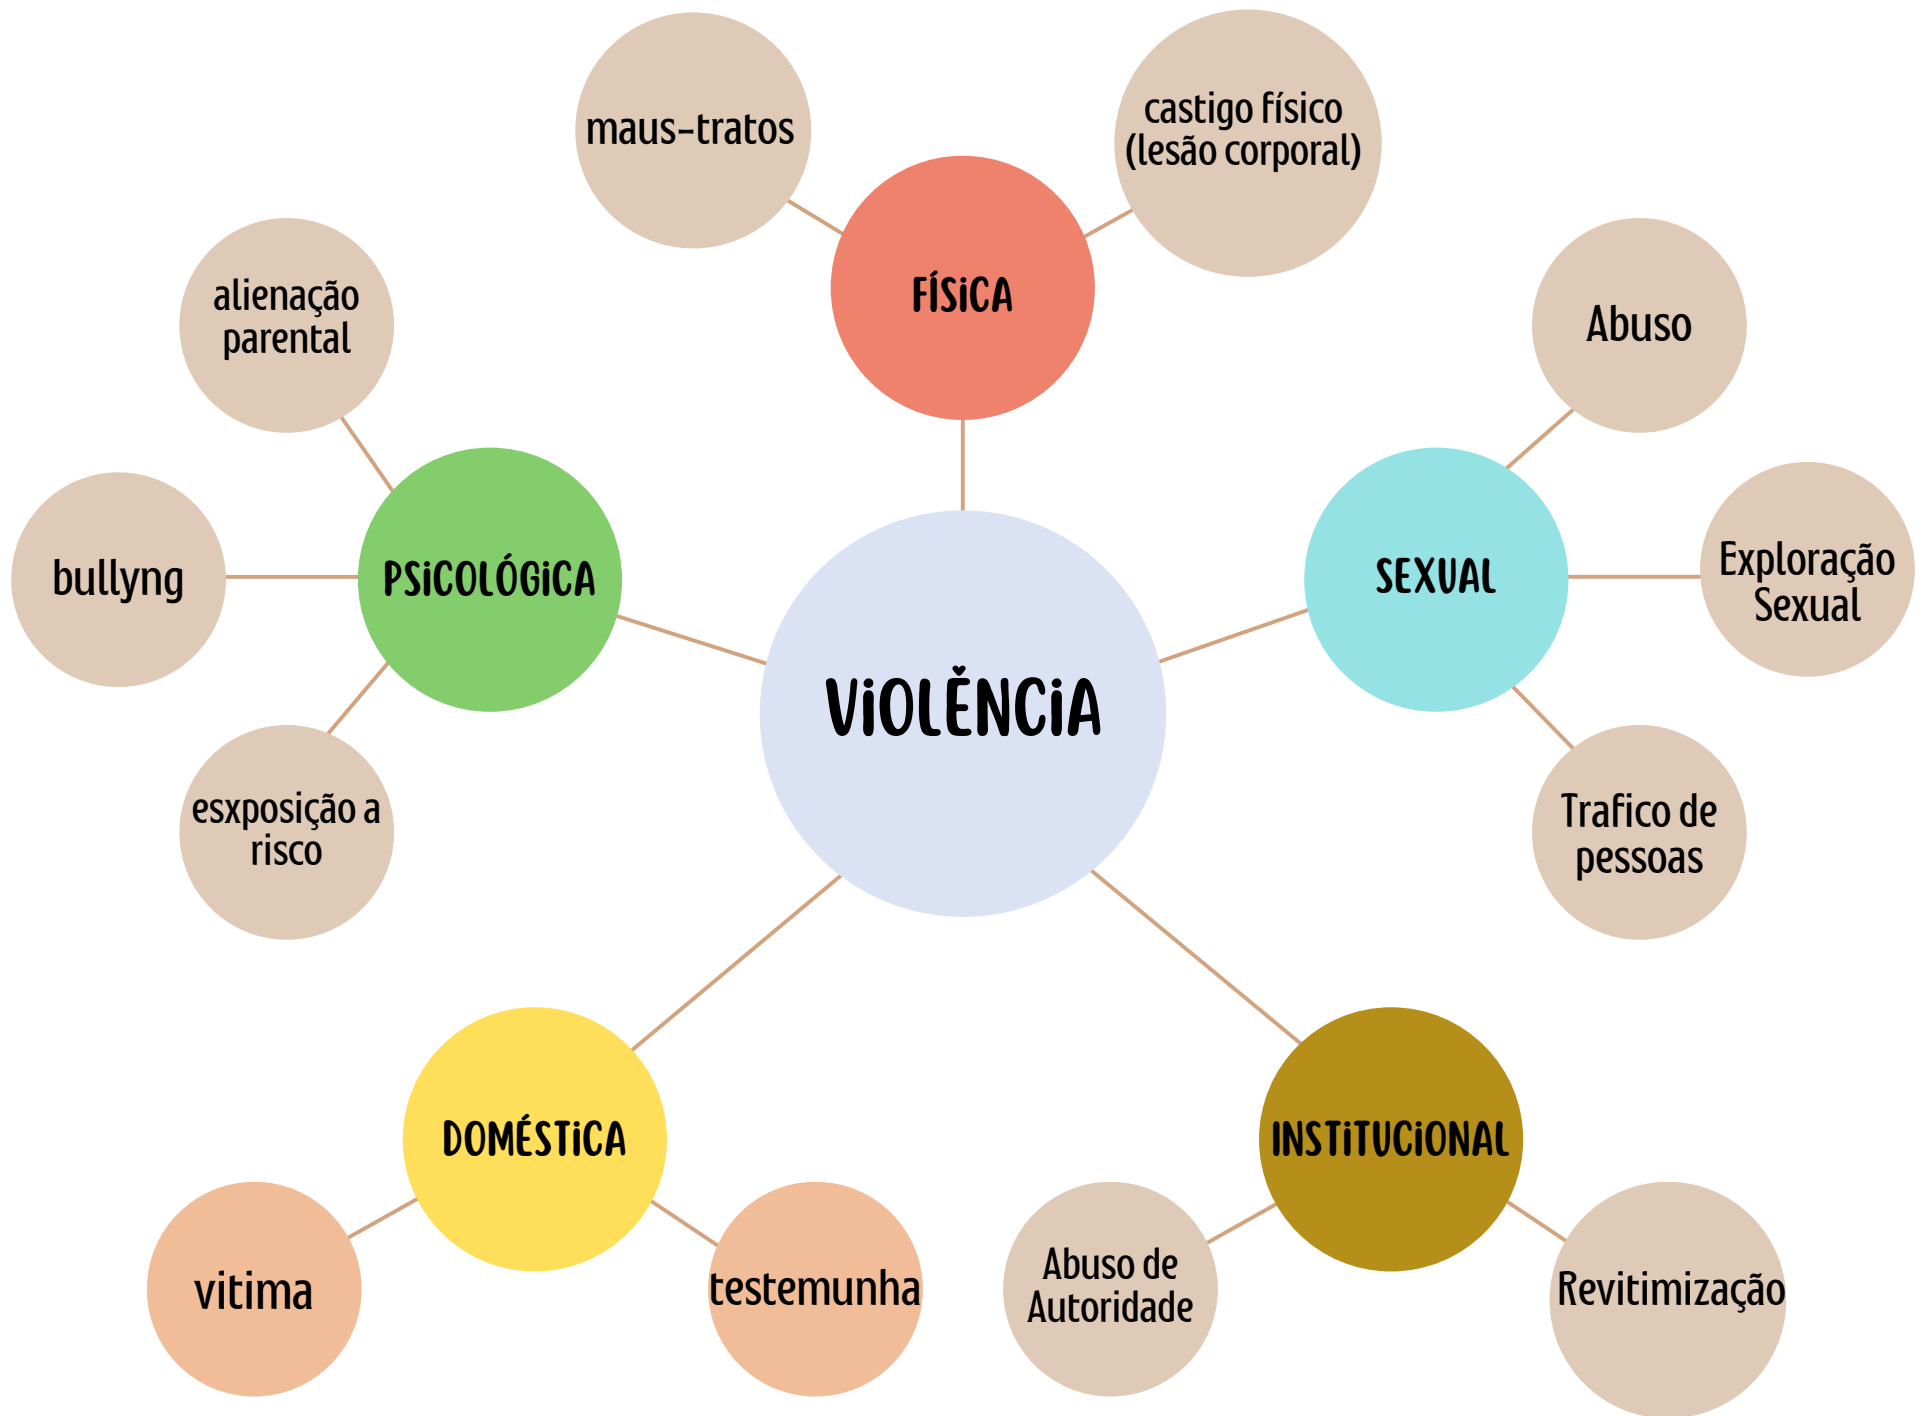 maus-tratos
castigo físico
(lesão corporal)
FÍSiCA
alienação
parental
Abuso
bullyng
PSiCOLÓGiCA
SEXUAL
Exploração
Sexual
ViOLÊNCiA
esxposição a
risco
Trafico de
pessoas
DOMÉSTiCA
INSTiTUCiONAL
vitima
testemunha
Abuso de
Autoridade
Revitimização